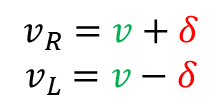 v_R = v + δ
v_L = v − δ